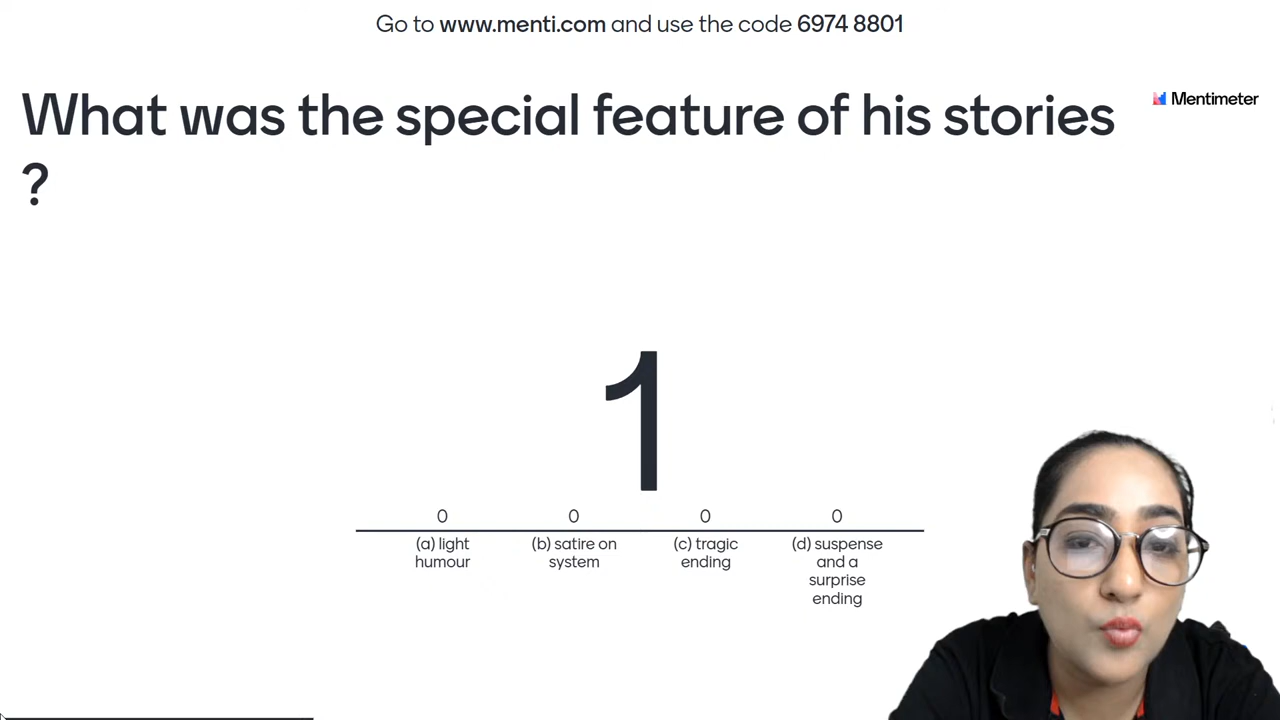 Go to www.menti.com and use the code 6974 8801
What was the special feature of his stories
?
Mentimeter
1
0 0 0 0
(a) light (b) satire on (c) tragic (d) suspense
humour system ending and a
surprise
ending